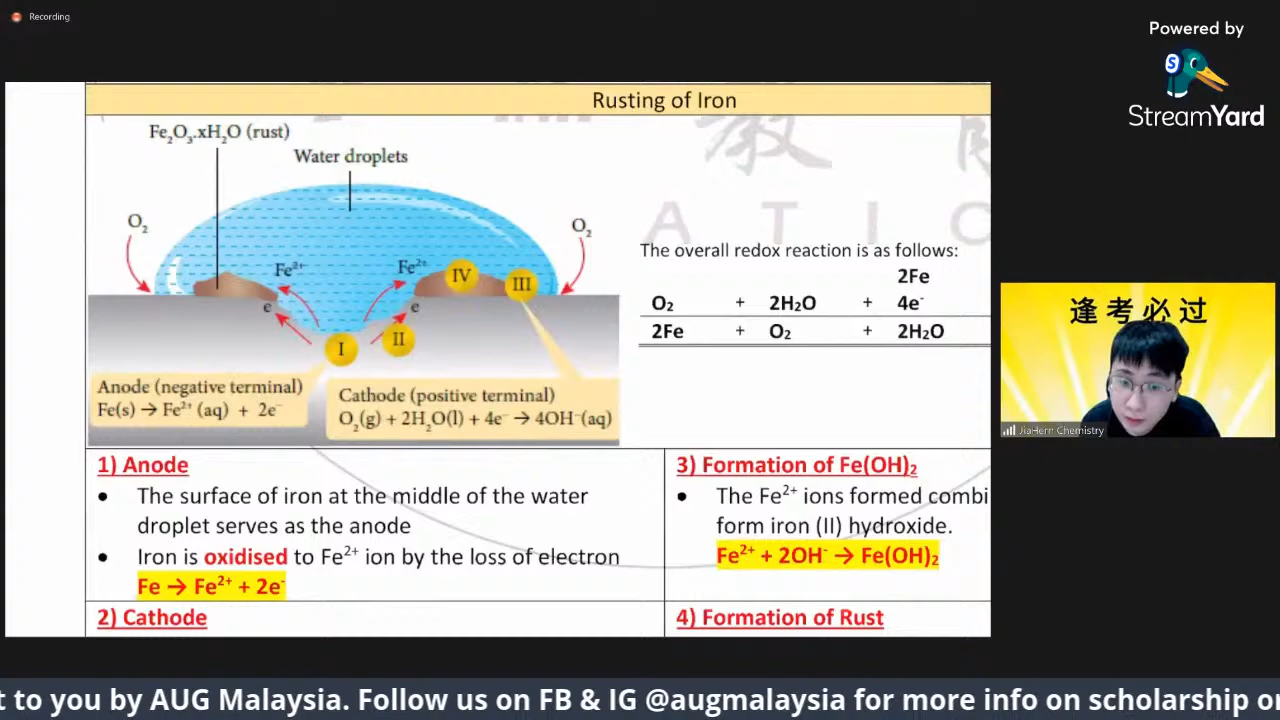 Recording
Powered by
StreamYard
Rusting of Iron
Fe₂O₃.xH₂O (rust)
Water droplets
O₂
O₂
Fe²⁺
Fe²⁺
IV
III
e
e
I
II
Anode (negative terminal)
Fe(s) → Fe²⁺ (aq) + 2e⁻
Cathode (positive terminal)
O₂(g) + 2H₂O(l) + 4e⁻ → 4OH⁻(aq)
教
A T I C
The overall redox reaction is as follows:
2Fe
O₂ + 2H₂O + 4e⁻
2Fe + O₂ + 2H₂O
逢考必过
JiaHern Chemistry
1) Anode
• The surface of iron at the middle of the water
droplet serves as the anode
• Iron is oxidised to Fe²⁺ ion by the loss of electron
Fe → Fe²⁺ + 2e⁻
2) Cathode
3) Formation of Fe(OH)₂
• The Fe²⁺ ions formed combi
form iron (II) hydroxide.
Fe²⁺ + 2OH⁻ → Fe(OH)₂
4) Formation of Rust
t to you by AUG Malaysia. Follow us on FB & IG @augmalaysia for more info on scholarship o